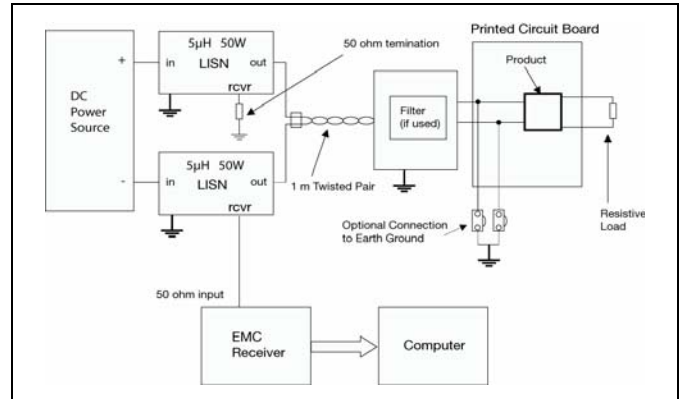 Printed Circuit Board
5µH 50W
LISN
in
out
rcvr
50 ohm temination
Product
+
DC
Power
Source
Filter
(if used)
5µH 50W
LISN
-
in
out
rcvr
1 m Twisted Pair
Optional Connection
to Earth Ground
Resistive
Load
50 ohm input
EMC
Receiver
Computer